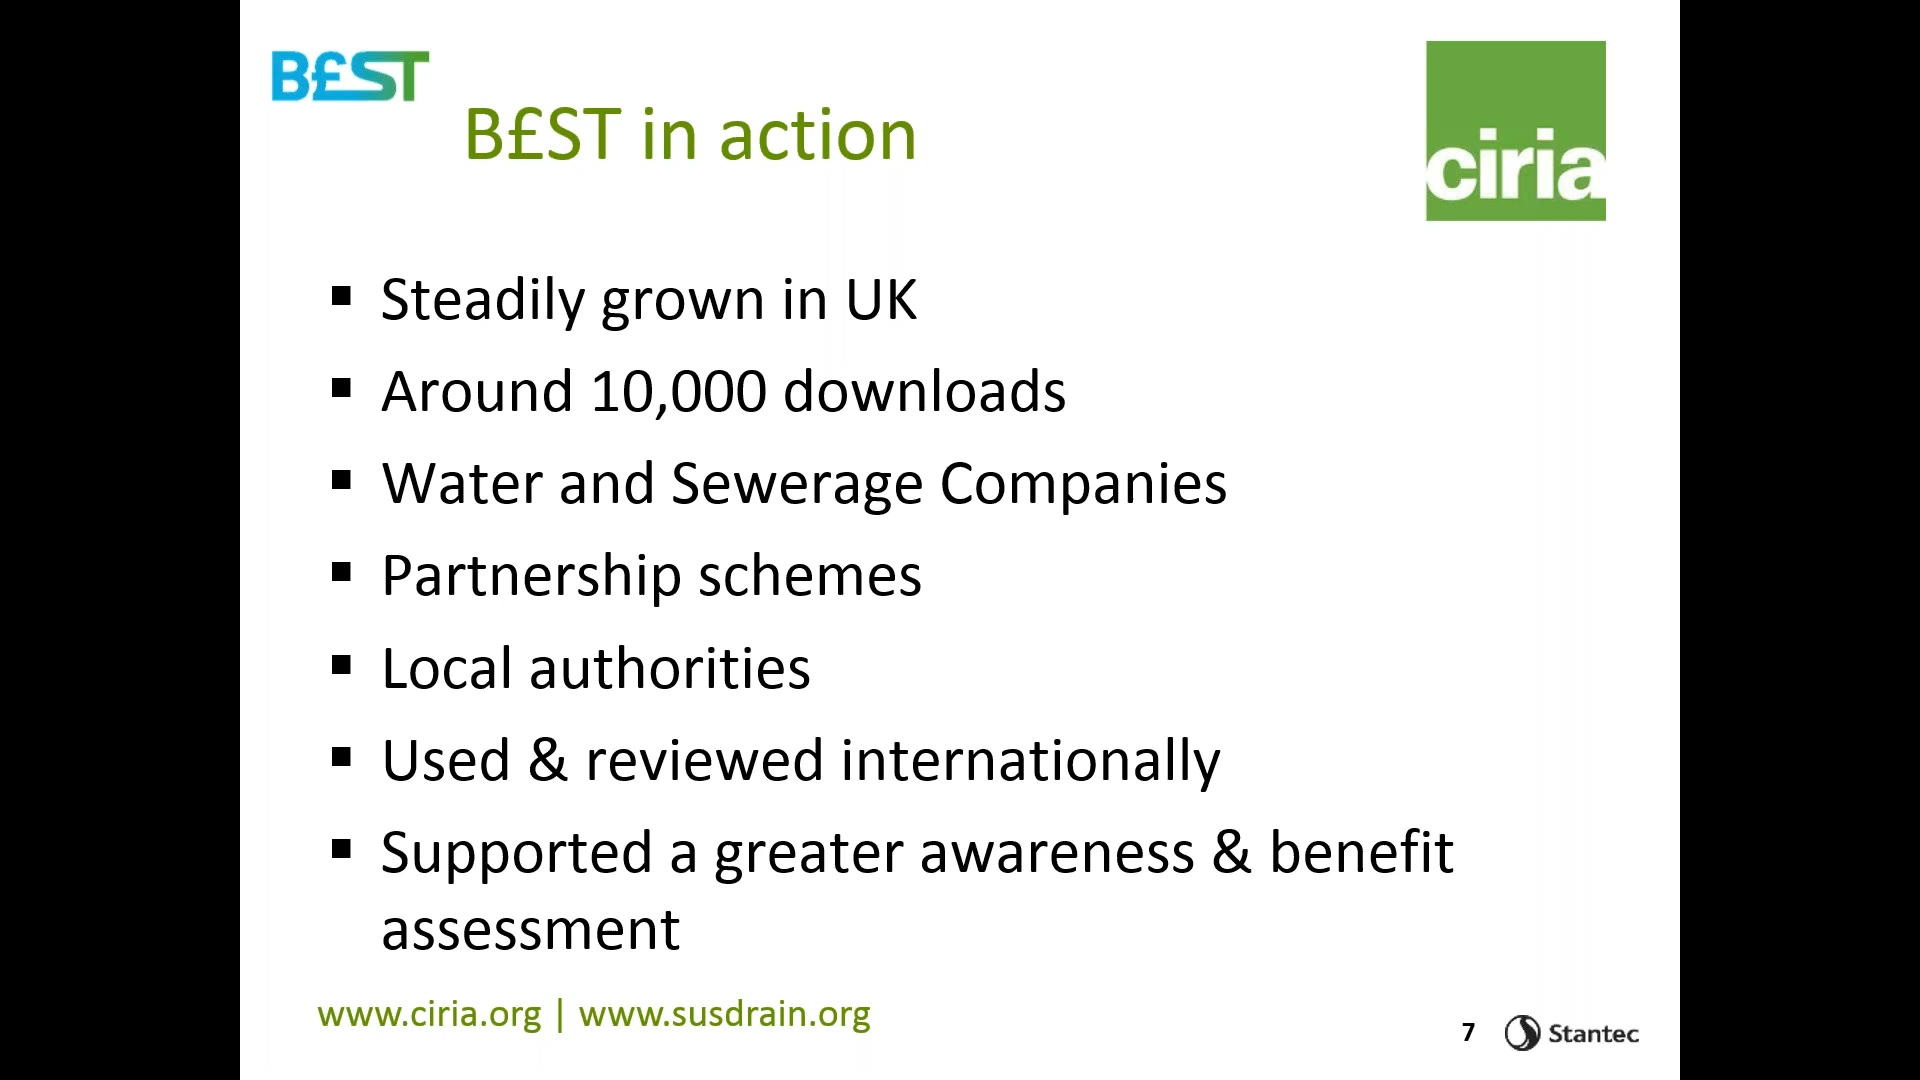 B£ST
B£ST in action
ciria
▪ Steadily grown in UK
▪ Around 10,000 downloads
▪ Water and Sewerage Companies
▪ Partnership schemes
▪ Local authorities
▪ Used & reviewed internationally
▪ Supported a greater awareness & benefit
assessment
www.ciria.org | www.susdrain.org
7
Stantec